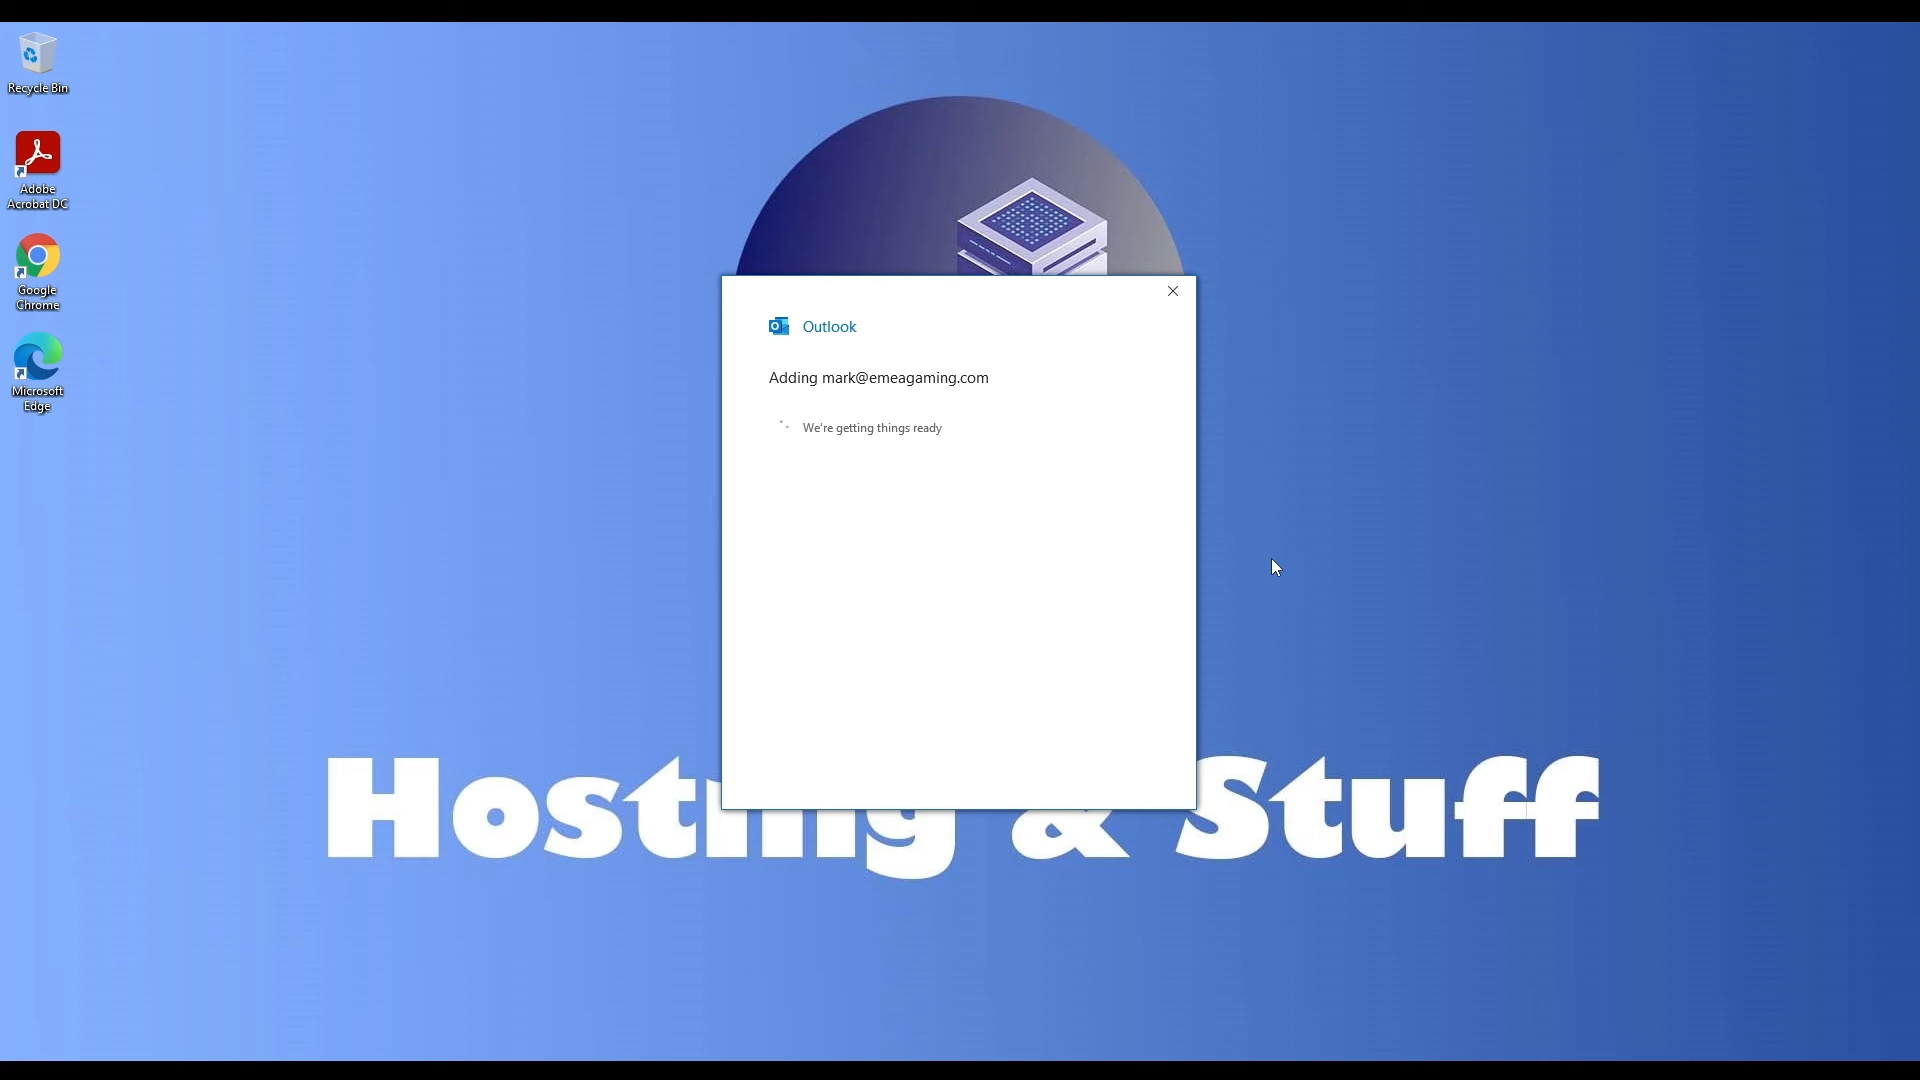 Recycle Bin
Adobe
Acrobat DC
Google
Chrome
Microsoft
Edge
Outlook
Adding mark@emeagaming.com
We're getting things ready
Hosting & Stuff